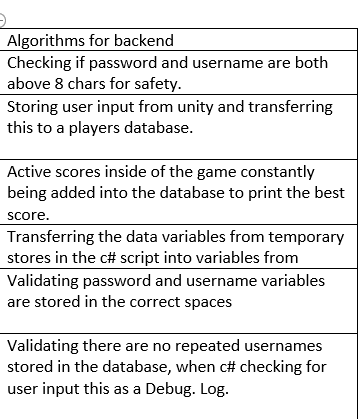 Algorithms for backend
Checking if password and username are both
above 8 chars for safety.
Storing user input from unity and transferring
this to a players database.
Active scores inside of the game constantly
being added into the database to print the best
score.
Transferring the data variables from temporary
stores in the c# script into variables from
Validating password and username variables
are stored in the correct spaces
Validating there are no repeated usernames
stored in the database, when c# checking for
user input this as a Debug. Log.